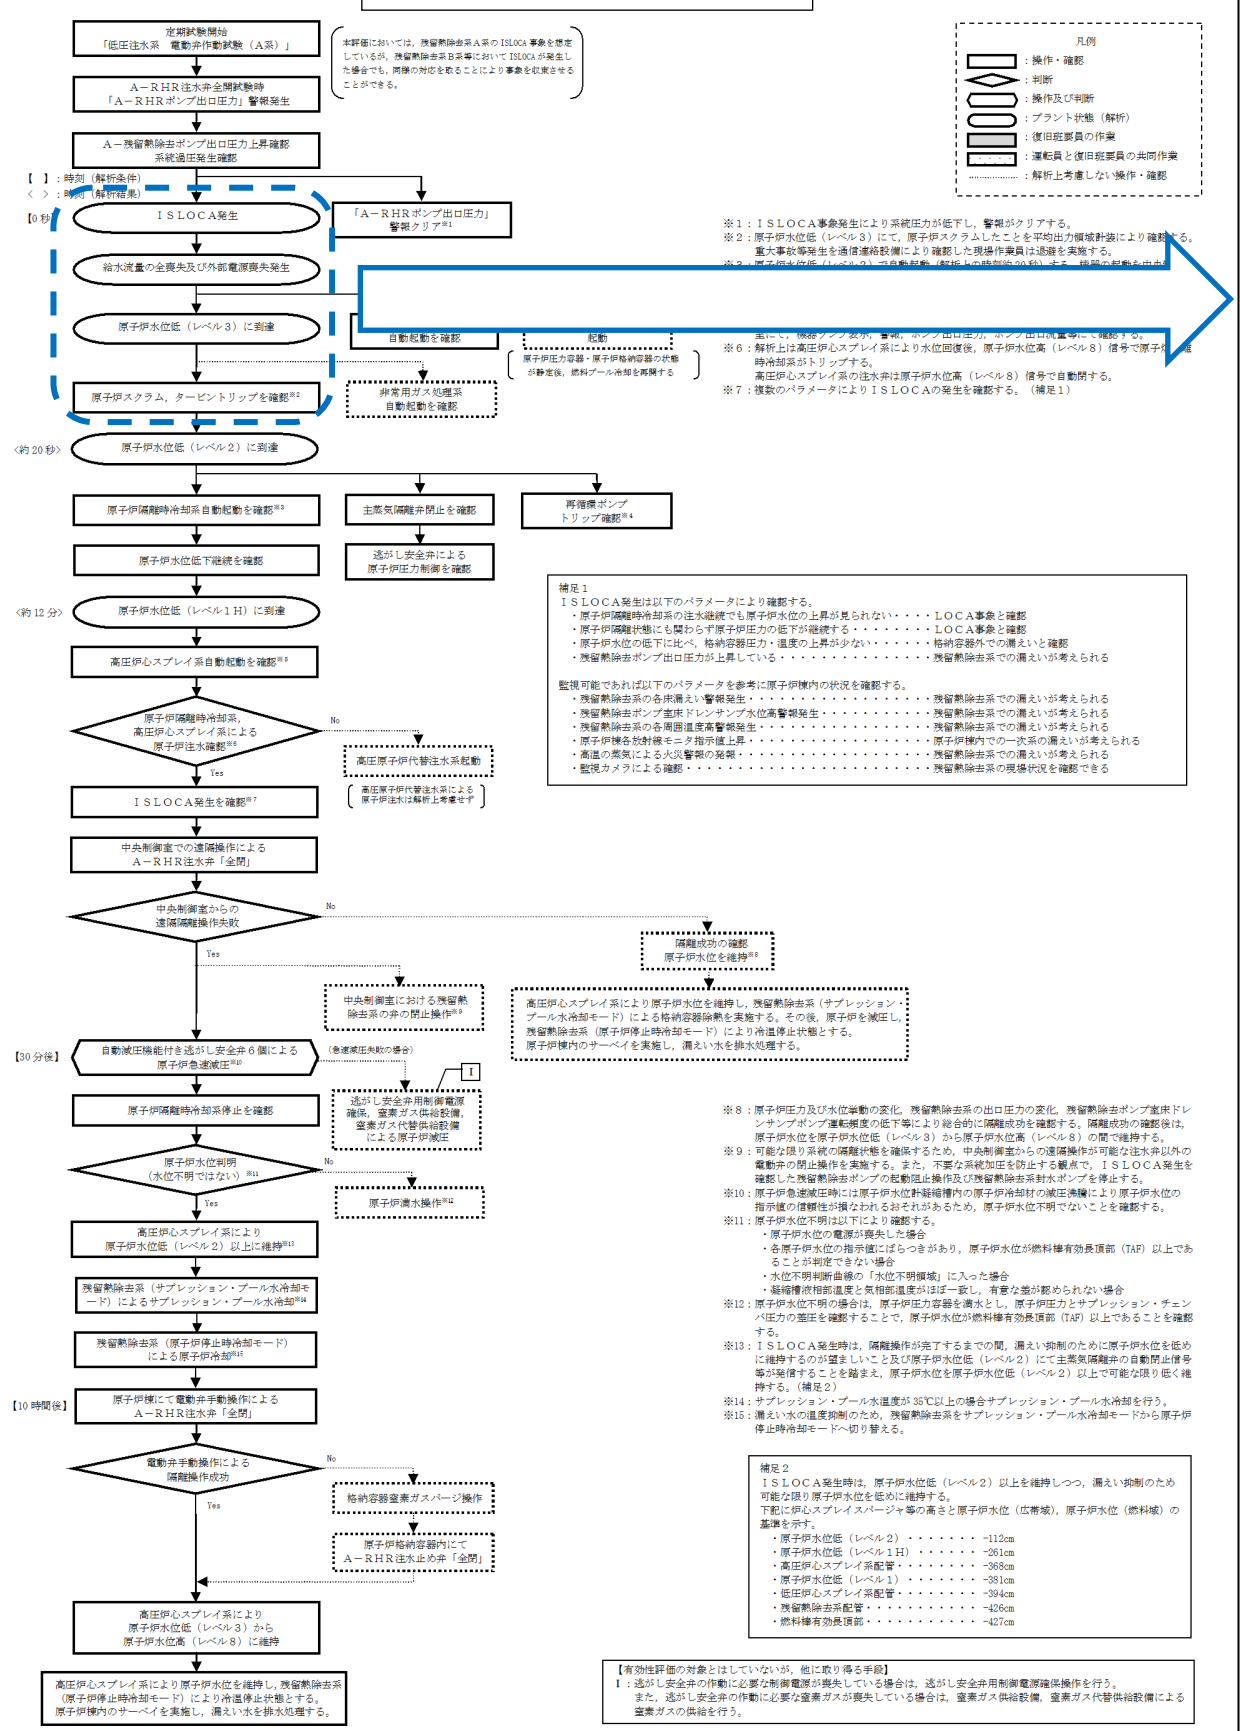 定期試験開始
「低圧注水系　電動弁作動試験（A系）」
A－RHR注水弁全開試験時
「A－RHRポンプ出口圧力」警報発生
A－残留熱除去ポンプ出口圧力上昇確認
系統過圧発生確認
本評価においては，残留熱除去系A系のISLOCA事象を想定
しているが，残留熱除去系B系等においてISLOCAが発生し
た場合でも，同様の対応を取ることにより事象を収束させる
ことができる。
凡例
：操作・確認
：判断
：操作及び判断
：プラント状態（解析）
：復旧班要員の作業
：運転員と復旧班要員の共同作業
：解析上考慮しない操作・確認
【　】：時刻（解析条件）
＜　＞：時刻（解析結果）
【0秒】
ISLOCA発生
「A－RHRポンプ出口圧力」
警報クリア※1
給水流量の全喪失及び外部電源喪失発生
原子炉水位低（レベル3）に到達
自動起動を確認
起動
原子炉圧力容器・原子炉格納容器の状態
が静定後，燃料プール冷却を再開する
原子炉スクラム，タービントリップを確認※2
非常用ガス処理系
自動起動を確認
※1：ISLOCA事象発生により系統圧力が低下し，警報がクリアする。
※2：原子炉水位低（レベル3）にて，原子炉スクラムしたことを平均出力領域計装により確認する。
重大事故等発生を通信連絡設備により確認した現場作業員は退避を実施する。
※3：原子炉水位低（レベル2）で自動起動（解析上の時刻約20秒）する。機器の起動を中央
室にて，機器ランプ表示，警報，ポンプ出口圧力，ポンプ出口流量等にて確認する。
※6：解析上は高圧炉心スプレイ系により水位回復後，原子炉水位高（レベル8）信号で原子炉隔離
時冷却系がトリップする。
高圧炉心スプレイ系の注水弁は原子炉水位高（レベル8）信号で自動閉する。
※7：複数のパラメータによりISLOCAの発生を確認する。（補足1）
＜約20秒＞
原子炉水位低（レベル2）に到達
原子炉隔離時冷却系自動起動を確認※3
主蒸気隔離弁閉止を確認
再循環ポンプ
トリップ確認※4
原子炉水位低下継続を確認
逃がし安全弁による
原子炉圧力制御を確認
＜約12分＞
原子炉水位低（レベル1H）に到達
高圧炉心スプレイ系自動起動を確認※5
原子炉隔離時冷却系，
高圧炉心スプレイ系による
原子炉注水確認※6
No
Yes
高圧原子炉代替注水系起動
高圧原子炉代替注水系による
原子炉注水は解析上考慮せず
ISLOCA発生を確認※7
補足1
ISLOCA発生は以下のパラメータにより確認する。
・原子炉隔離時冷却系の注水継続でも原子炉水位の上昇が見られない・・・・LOCA事象と確認
・原子炉隔離状態にも関わらず原子炉圧力の低下が継続する・・・・・・・・LOCA事象と確認
・原子炉水位の低下に比べ，格納容器圧力・温度の上昇が少ない・・・・・・・格納容器外での漏えいと確認
・残留熱除去ポンプ出口圧力が上昇している・・・・・・・・・・・・・・・残留熱除去系での漏えいが考えられる
監視可能であれば以下のパラメータを参考に原子炉棟内の状況を確認する。
・残留熱除去系の各床漏えい警報発生・・・・・・・・・・・・・・・・・・残留熱除去系での漏えいが考えられる
・残留熱除去ポンプ室床ドレンサンプ水位高警報発生・・・・・・・・・・・残留熱除去系での漏えいが考えられる
・残留熱除去系の各周囲温度高警報発生・・・・・・・・・・・・・・・・・残留熱除去系での漏えいが考えられる
・原子炉棟各放射線モニタ指示値上昇・・・・・・・・・・・・・・・・・・原子炉棟内での一次系の漏えいが考えられる
・高温の蒸気による火災警報の発報・・・・・・・・・・・・・・・・・・・残留熱除去系での漏えいが考えられる
・監視カメラによる確認・・・・・・・・・・・・・・・・・・・・・・・・残留熱除去系の現場状況を確認できる
中央制御室での遠隔操作による
A－RHR注水弁「全閉」
中央制御室からの
遠隔隔離操作失敗
No
Yes
隔離成功の確認
原子炉水位を維持※8
中央制御室における残留熱
除去系の弁の閉止操作※9
高圧炉心スプレイ系により原子炉水位を維持し，残留熱除去系（サプレッション・
プール水冷却モード）による格納容器除熱を実施する。その後，原子炉を減圧し，
残留熱除去系（原子炉停止時冷却モード）により冷温停止状態とする。
原子炉棟内のサーベイを実施し，漏えい水を排水処理する。
【30分後】
自動減圧機能付き逃がし安全弁6個による
原子炉急速減圧※10
（急速減圧失敗の場合）
I
逃がし安全弁用制御電源
確保，窒素ガス供給設備，
窒素ガス代替供給設備
による原子炉減圧
原子炉隔離時冷却系停止を確認
原子炉水位判明
（水位不明ではない）※11
No
Yes
原子炉満水操作※12
高圧炉心スプレイ系により
原子炉水位低（レベル2）以上に維持※13
残留熱除去系（サプレッション・プール水冷却モ
ード）によるサプレッション・プール水冷却※14
残留熱除去系（原子炉停止時冷却モード）
による原子炉冷却※15
※8：原子炉圧力及び水位挙動の変化，残留熱除去系の出口圧力の変化，残留熱除去ポンプ室床ドレ
ンサンプポンプ運転頻度の低下等により総合的に隔離成功を確認する。隔離成功の確認後は，
原子炉水位を原子炉水位低（レベル3）から原子炉水位高（レベル8）の間で維持する。
※9：可能な限り系統の隔離状態を確保するため，中央制御室からの遠隔操作が可能な注水弁以外の
電動弁の閉止操作を実施する。また，不要な系統加圧を防止する観点で，ISLOCA発生を
確認した残留熱除去ポンプの起動阻止操作及び残留熱除去系封水ポンプを停止する。
※10：原子炉急速減圧時には原子炉水位計凝縮槽内の原子炉冷却材の減圧沸騰により原子炉水位の
指示値の信頼性が損なわれるおそれがあるため，原子炉水位不明でないことを確認する。
※11：原子炉水位不明は以下により確認する。
・原子炉水位の電源が喪失した場合
・各原子炉水位の指示値にばらつきがあり，原子炉水位が燃料棒有効長頂部（TAF）以上であ
ることが判定できない場合
・水位不明判断曲線の「水位不明領域」に入った場合
・凝縮槽液相部温度と気相部温度がほぼ一致し，有意な差が認められない場合
※12：原子炉水位不明の場合は，原子炉圧力容器を満水とし，原子炉圧力とサプレッション・チェン
バ圧力の差圧を確認することで，原子炉水位が燃料棒有効長頂部（TAF）以上であることを確認
する。
※13：ISLOCA発生時は，隔離操作が完了するまでの間，漏えい抑制のために原子炉水位を低め
に維持するのが望ましいこと及び原子炉水位低（レベル2）にて主蒸気隔離弁の自動閉止信号
等が発信することを踏まえ，原子炉水位を原子炉水位低（レベル2）以上で可能な限り低く維
持する。（補足2）
※14：サプレッション・プール水温度が35℃以上の場合サプレッション・プール水冷却を行う。
※15：漏えい水の温度抑制のため，残留熱除去系をサプレッション・プール水冷却モードから原子炉
停止時冷却モードへ切り替える。
【10時間後】
原子炉棟にて電動弁手動操作による
A－RHR注水弁「全閉」
電動弁手動操作による
隔離操作成功
No
Yes
格納容器窒素ガスパージ操作
原子炉格納容器内にて
A－RHR注水止め弁「全閉」
補足2
ISLOCA発生時は，原子炉水位低（レベル2）以上を維持しつつ，漏えい抑制のため
可能な限り原子炉水位を低めに維持する。
下記に炉心スプレイスパージャ等の高さと原子炉水位（広帯域），原子炉水位（燃料域）の
基準を示す。
・原子炉水位低（レベル2）・・・・・・・ -112cm
・原子炉水位低（レベル1H）・・・・・・ -261cm
・高圧炉心スプレイ系配管・・・・・・・・ -368cm
・原子炉水位低（レベル1）・・・・・・・ -381cm
・低圧炉心スプレイ系配管・・・・・・・・ -394cm
・残留熱除去系配管・・・・・・・・・・・ -426cm
・燃料棒有効長頂部・・・・・・・・・・・ -427cm
高圧炉心スプレイ系により
原子炉水位低（レベル3）から
原子炉水位高（レベル8）に維持
高圧炉心スプレイ系により原子炉水位を維持し，残留熱除去系
（原子炉停止時冷却モード）により冷温停止状態とする。
原子炉棟内のサーベイを実施し，漏えい水を排水処理する。
【有効性評価の対象とはしていないが，他に取り得る手段】
I：逃がし安全弁の作動に必要な制御電源が喪失している場合は，逃がし安全弁用制御電源確保操作を行う。
また，逃がし安全弁の作動に必要な窒素ガスが喪失している場合は，窒素ガス供給設備，窒素ガス代替供給設備による
窒素ガスの供給を行う。